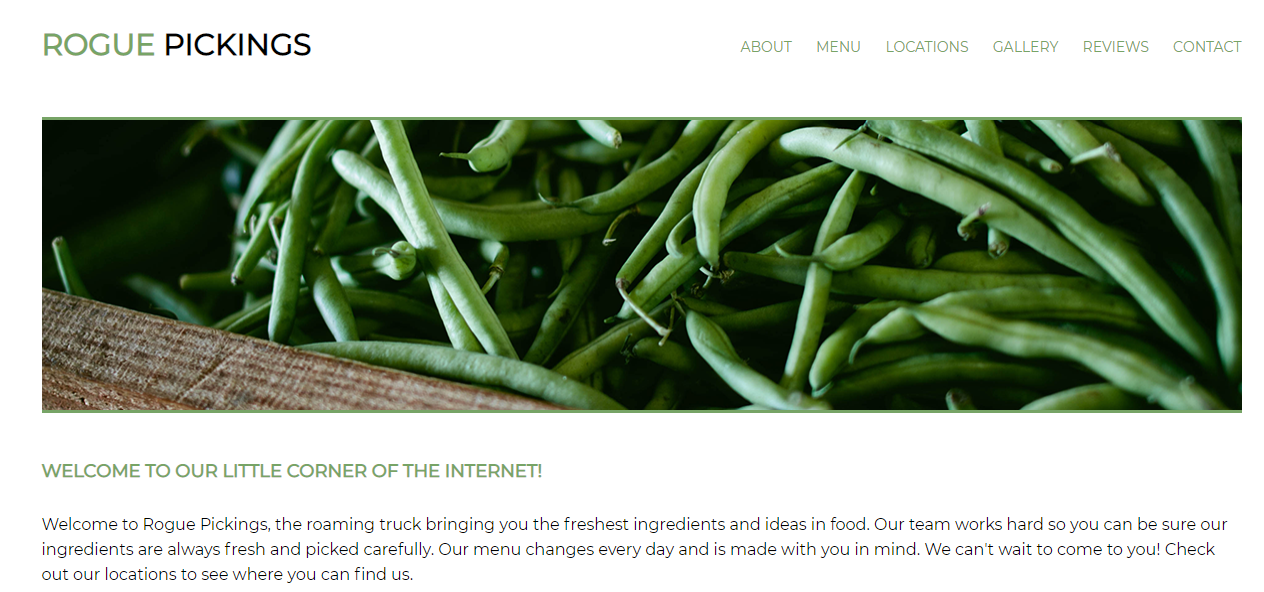 ROGUE PICKINGS
ABOUT MENU LOCATIONS GALLERY REVIEWS CONTACT
WELCOME TO OUR LITTLE CORNER OF THE INTERNET!
Welcome to Rogue Pickings, the roaming truck bringing you the freshest ingredients and ideas in food. Our team works hard so you can be sure our
ingredients are always fresh and picked carefully. Our menu changes every day and is made with you in mind. We can't wait to come to you! Check
out our locations to see where you can find us.